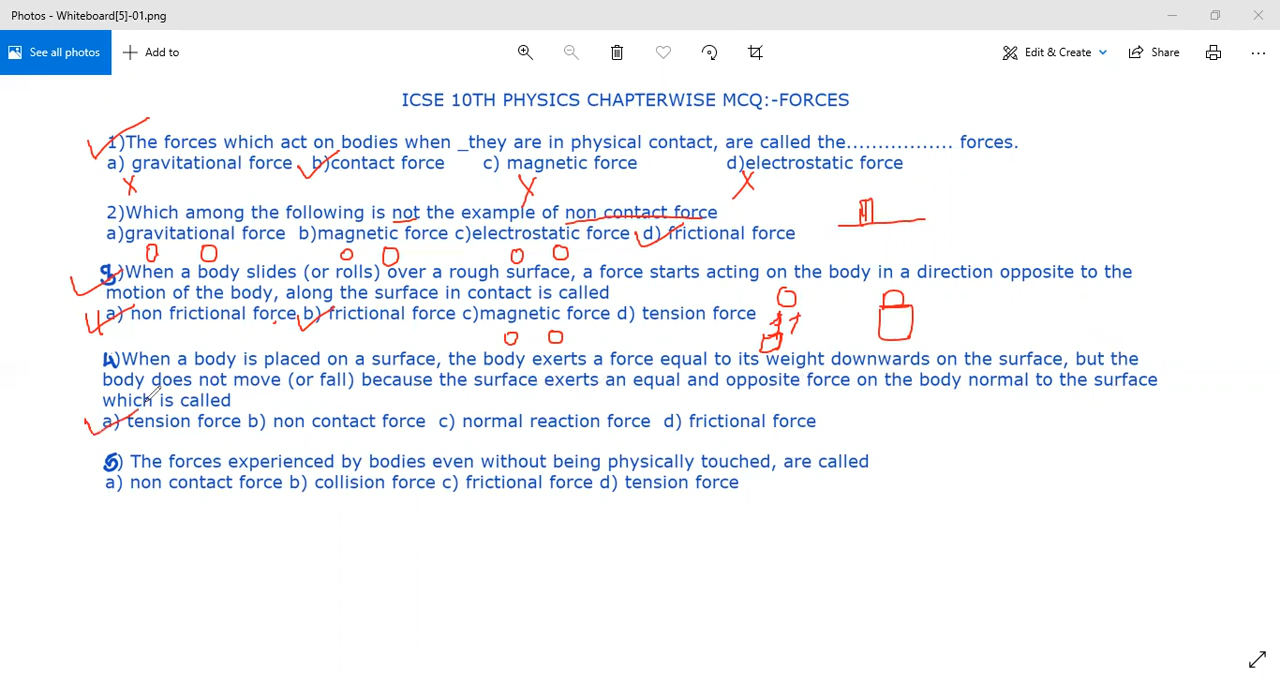 Photos - Whiteboard[5]-01.png
See all photos
Add to
Edit & Create
Share
ICSE 10TH PHYSICS CHAPTERWISE MCQ:-FORCES
1)The forces which act on bodies when _they are in physical contact, are called the................. forces.
a) gravitational force b)contact force c) magnetic force d)electrostatic force
2)Which among the following is not the example of non contact force
a)gravitational force b)magnetic force c)electrostatic force d) frictional force
3)When a body slides (or rolls) over a rough surface, a force starts acting on the body in a direction opposite to the
motion of the body, along the surface in contact is called
a) non frictional force b) frictional force c)magnetic force d) tension force
4)When a body is placed on a surface, the body exerts a force equal to its weight downwards on the surface, but the
body does not move (or fall) because the surface exerts an equal and opposite force on the body normal to the surface
which is called
a) tension force b) non contact force c) normal reaction force d) frictional force
5) The forces experienced by bodies even without being physically touched, are called
a) non contact force b) collision force c) frictional force d) tension force